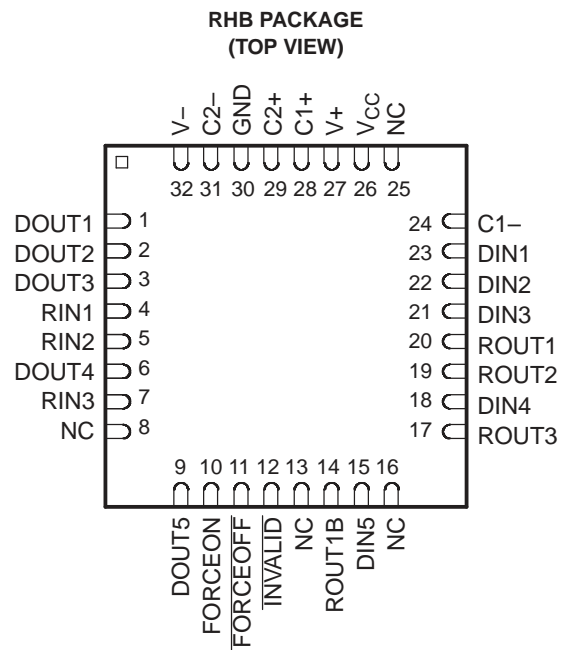 RHB PACKAGE
(TOP VIEW)
V–
C2–
GND
C2+
C1+
V+
VCC
NC
32 31 30 29 28 27 26 25
DOUT1 1
DOUT2 2
DOUT3 3
RIN1 4
RIN2 5
DOUT4 6
RIN3 7
NC 8
24 C1–
23 DIN1
22 DIN2
21 DIN3
20 ROUT1
19 ROUT2
18 DIN4
17 ROUT3
9 10 11 12 13 14 15 16
DOUT5
FORCEON
FORCEOFF
INVALID
NC
ROUT1B
DIN5
NC